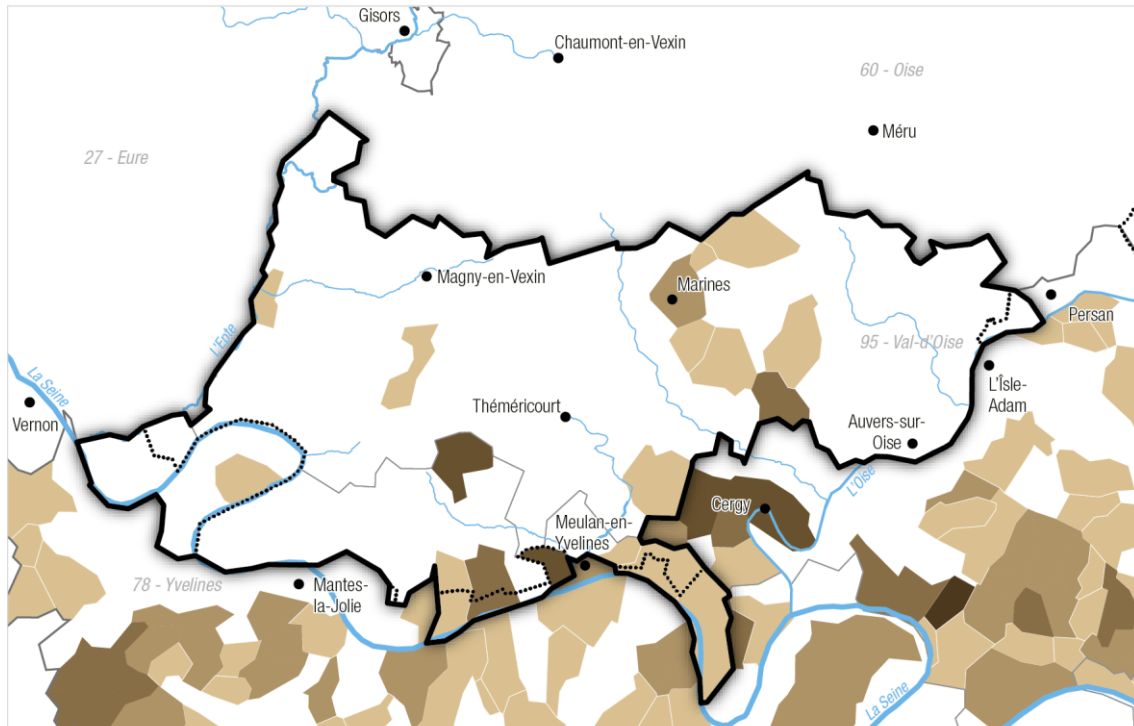 Gisors
Chaumont-en-Vexin
60 - Oise
Méru
27 - Eure
Magny-en-Vexin
Marines
Persan
L'Epte
95 - Val-d'Oise
La Seine
L'Îsle-
Adam
Vernon
Théméricourt
Auvers-sur-
Oise
L'Oise
Cergy
Meulan-en-
Yvelines
78 - Yvelines
Mantes-
la-Jolie
La Seine